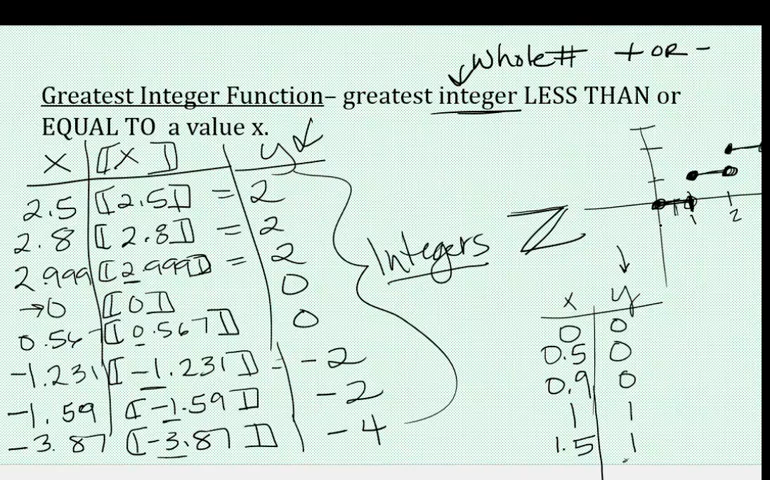 whole# + OR -
Greatest Integer Function– greatest integer LESS THAN or
EQUAL TO a value x.
x [[x]] y
2.5 [[2.5]] = 2
2.8 [[2.8]] = 2
2.999 [[2.999]] = 2
→0 [[0]] 0
0.567 [[0.567]] 0
-1.231 [[-1.231]] = -2
-1.59 [[-1.59]] -2
-3.87 [[-3.87]] -4
Integers Z
1 2
x y
0 0
0.5 0
0.9 0
1 1
1.5 1